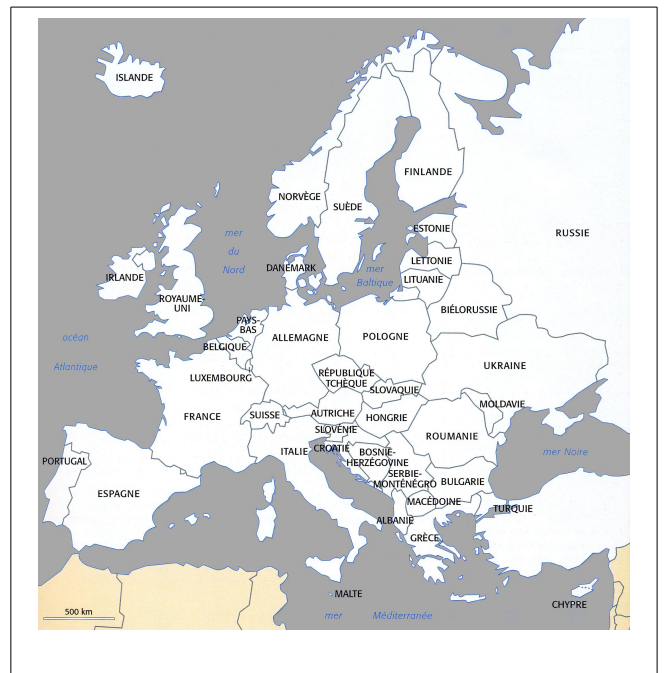 ISLANDE
NORVÈGE
SUÈDE
FINLANDE
RUSSIE
ESTONIE
mer
du
Nord
LETTONIE
DANEMARK
mer
Baltique
LITUANIE
IRLANDE
ROYAUME-
UNI
BIÉLORUSSIE
PAYS-
BAS
océan
Atlantique
BELGIQUE
ALLEMAGNE
POLOGNE
UKRAINE
LUXEMBOURG
RÉPUBLIQUE
TCHÈQUE
SLOVAQUIE
MOLDAVIE
FRANCE
SUISSE
AUTRICHE
HONGRIE
SLOVÉNIE
ROUMANIE
CROATIE
ITALIE
BOSNIE-
HERZÉGOVINE
mer Noire
PORTUGAL
ESPAGNE
SERBIE-
MONTÉNÉGRO
BULGARIE
MACÉDOINE
TURQUIE
ALBANIE
GRÈCE
MALTE
CHYPRE
500 km
mer Méditerranée